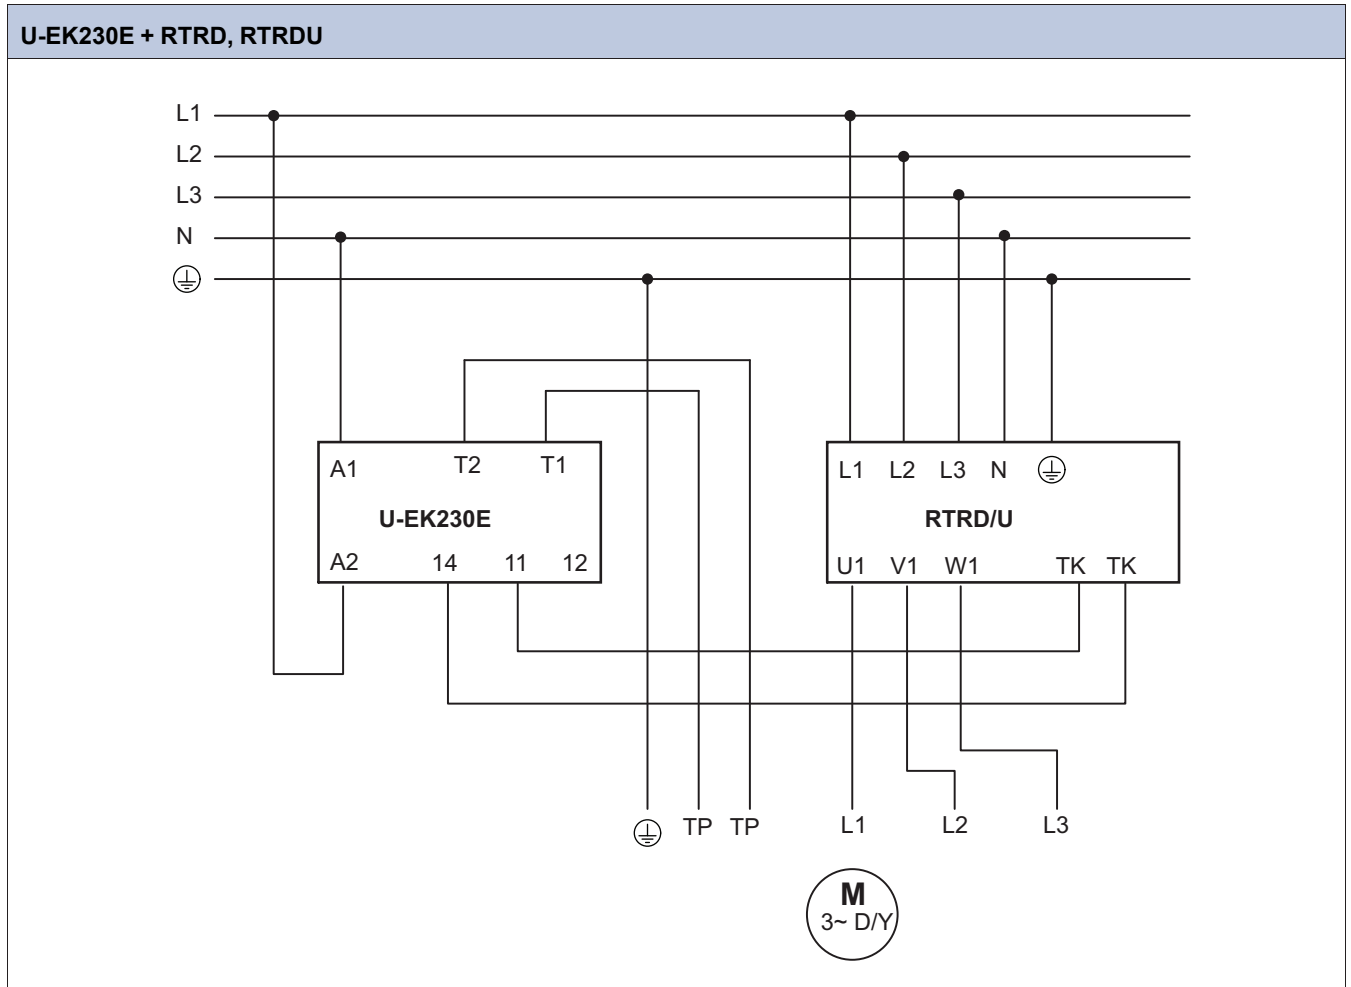 U-EK230E + RTRD, RTRDU
L1
L2
L3
N
A1 T2 T1
U-EK230E
A2 14 11 12
L1 L2 L3 N
RTRD/U
U1 V1 W1 TK TK
TP TP L1 L2 L3
M
3~ D/Y